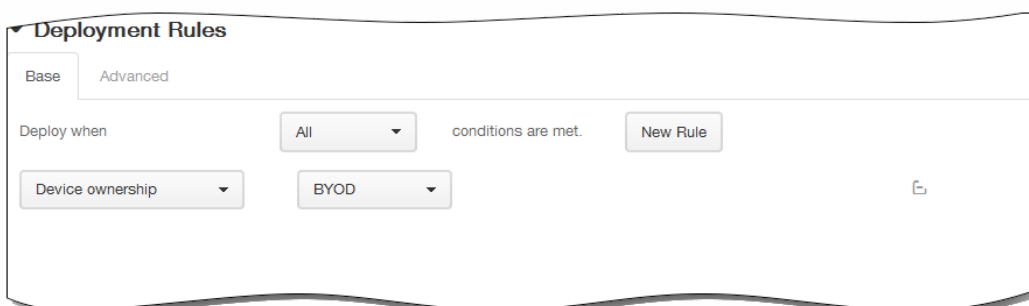 Deployment Rules
Base Advanced
Deploy when All conditions are met. New Rule
Device ownership BYOD